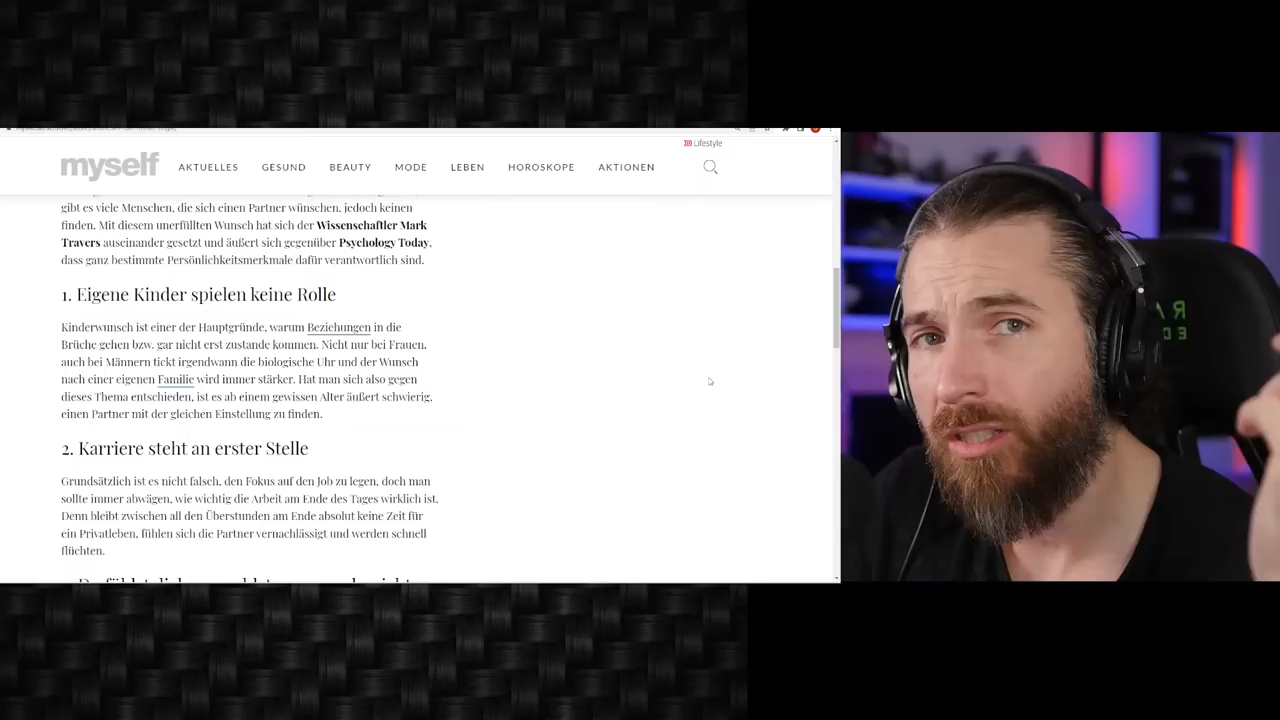 Lifestyle
myself AKTUELLES GESUND BEAUTY MODE LEBEN HOROSKOPE AKTIONEN
gibt es viele Menschen, die sich einen Partner wünschen, jedoch keinen
finden. Mit diesem unerfüllten Wunsch hat sich der Wissenschaftler Mark
Travers auseinander gesetzt und äußert sich gegenüber Psychology Today,
dass ganz bestimmte Persönlichkeitsmerkmale dafür verantwortlich sind.
1. Eigene Kinder spielen keine Rolle
Kinderwunsch ist einer der Hauptgründe, warum Beziehungen in die
Brüche gehen bzw. gar nicht erst zustande kommen. Nicht nur bei Frauen,
auch bei Männern tickt irgendwann die biologische Uhr und der Wunsch
nach einer eigenen Familie wird immer stärker. Hat man sich also gegen
dieses Thema entschieden, ist es ab einem gewissen Alter äußert schwierig,
einen Partner mit der gleichen Einstellung zu finden.
2. Karriere steht an erster Stelle
Grundsätzlich ist es nicht falsch, den Fokus auf den Job zu legen, doch man
sollte immer abwägen, wie wichtig die Arbeit am Ende des Tages wirklich ist.
Denn bleibt zwischen all den Überstunden am Ende absolut keine Zeit für
ein Privatleben, fühlen sich die Partner vernachlässigt und werden schnell
flüchten.